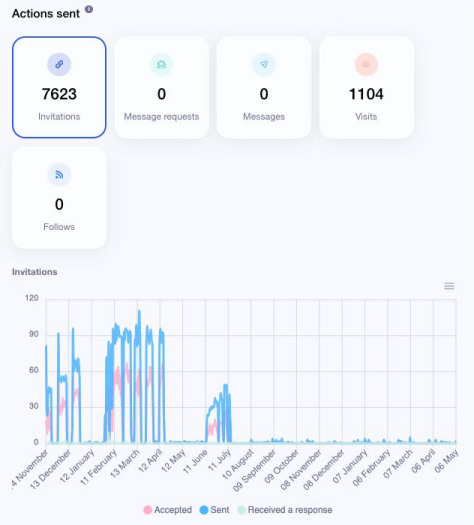 Actions sent
7623
Invitations
0
Message requests
0
Messages
1104
Visits
0
Follows
Invitations
120
90
60
30
0
13 December
12 January
11 February
13 March
12 April
12 May
11 June
11 July
10 August
09 September
09 October
08 November
08 December
07 January
06 February
07 March
06 April
06 May
Accepted
Sent
Received a response